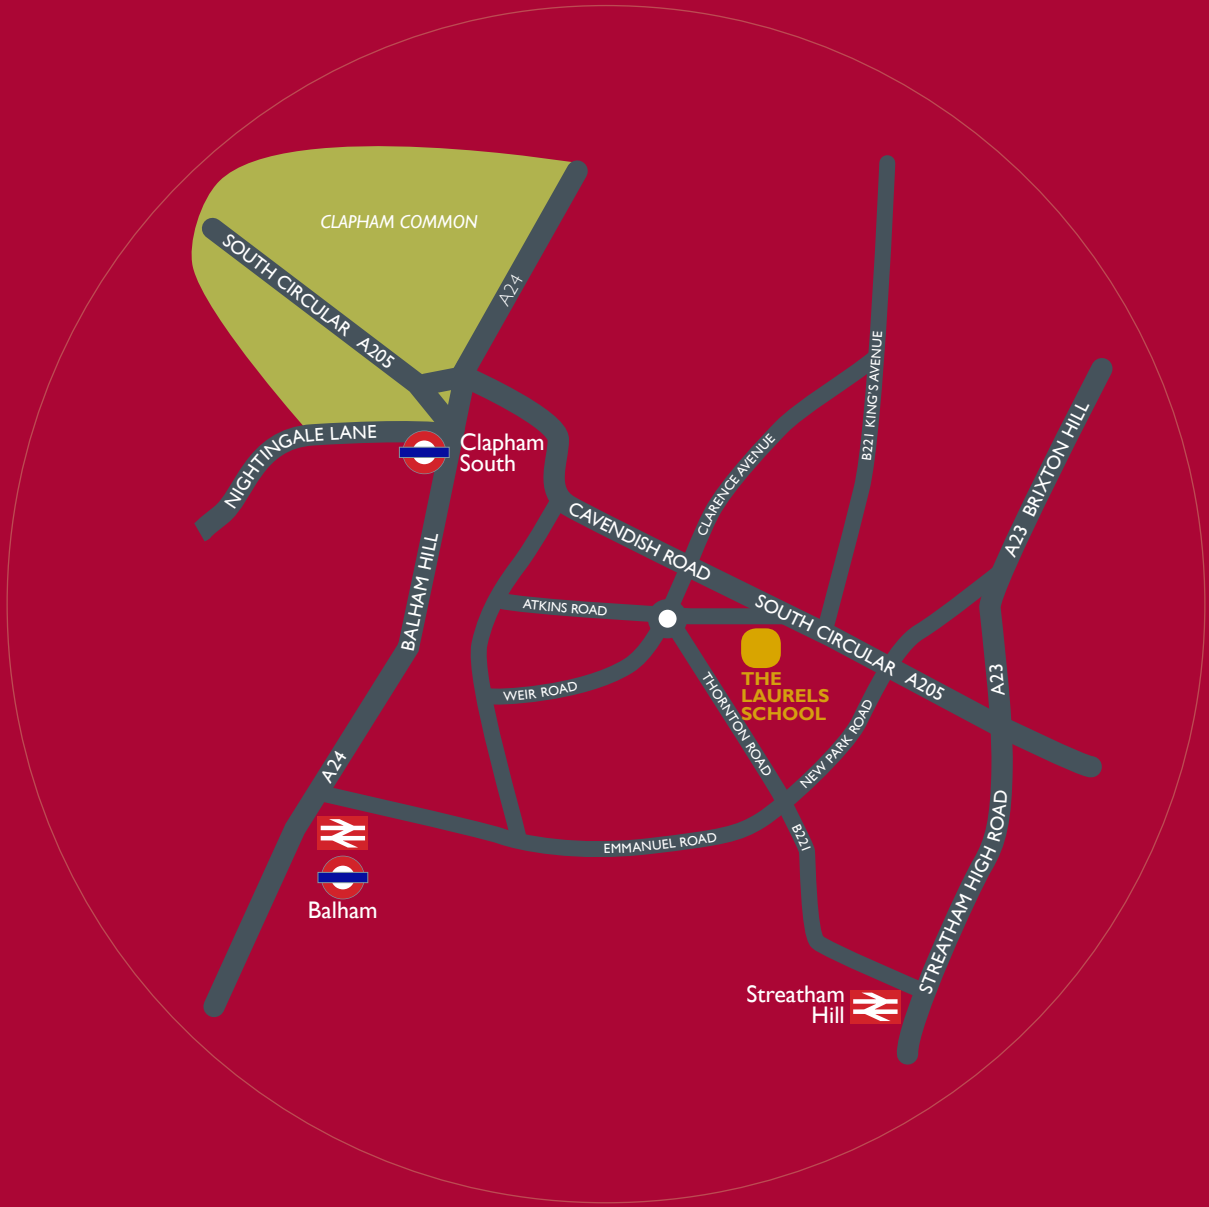 CLAPHAM COMMON
SOUTH CIRCULAR A205
A24
NIGHTINGALE LANE
Clapham
South
B221 KING'S AVENUE
CLARENCE AVENUE
A23 BRIXTON HILL
CAVENDISH ROAD
BALHAM HILL
ATKINS ROAD
SOUTH CIRCULAR A205
WEIR ROAD
THE
LAURELS
SCHOOL
A23
THORNTON ROAD
NEW PARK ROAD
A24
EMMANUEL ROAD
B221
STREATHAM HIGH ROAD
Balham
Streatham
Hill